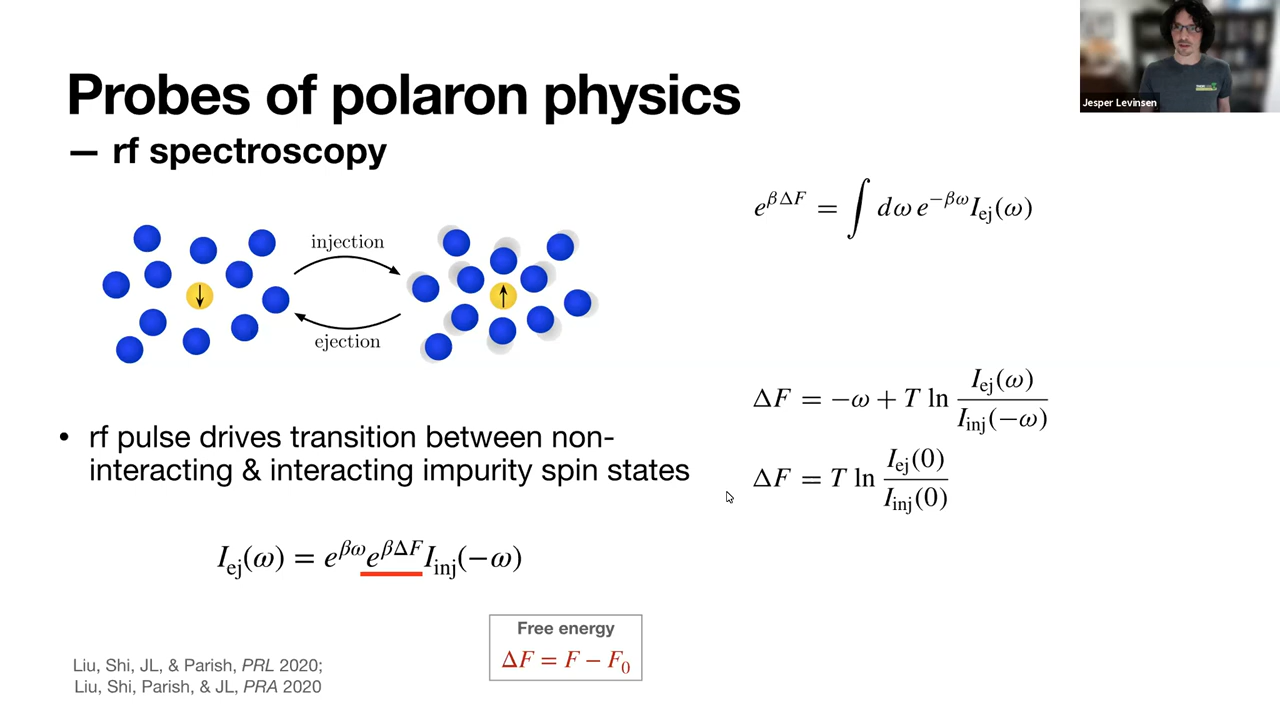 Jesper Levinsen
Probes of polaron physics
— rf spectroscopy
injection
ejection
↓
↑
• rf pulse drives transition between non-
interacting & interacting impurity spin states
I_ej(ω) = e^{βω}e^{βΔF}I_inj(−ω)
Free energy
ΔF = F − F_0
Liu, Shi, JL, & Parish, PRL 2020;
Liu, Shi, Parish, & JL, PRA 2020
e^{βΔF} = ∫ dω e^{−βω}I_ej(ω)
ΔF = −ω + T ln I_ej(ω) / I_inj(−ω)
ΔF = T ln I_ej(0) / I_inj(0)